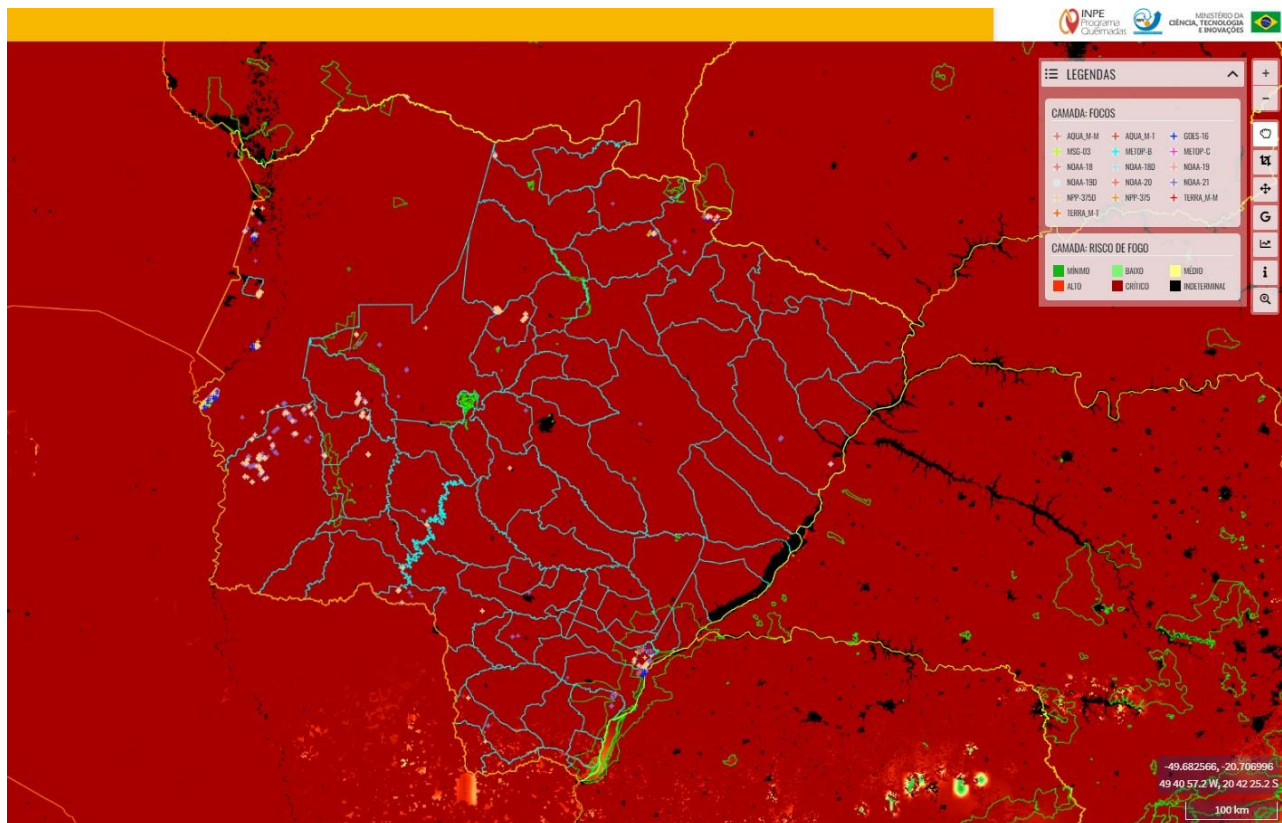 INPE
Programa
Queimadas
INPE
MINISTÉRIO DA
CIÊNCIA, TECNOLOGIA
E INOVAÇÕES
LEGENDAS
CAMADA: FOCOS
AQUA_M-M AQUA_M-T GOES-16
MSG-03 METOP-B METOP-C
NOAA-18 NOAA-18D NOAA-19
NOAA-19D NOAA-20 NOAA-21
NPP-375D NPP-375 TERRA_M-M
TERRA_M-T
CAMADA: RISCO DE FOGO
MÍNIMO BAIXO MÉDIO
ALTO CRÍTICO INDETERMINAD
+
−
G
i
-49.682566, -20.706996
49 40 57.2 W, 20 42 25.2 S
100 km